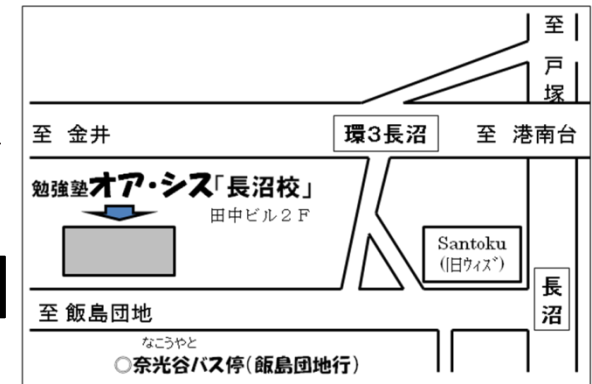 至
戸
塚
至 金井
環3長沼
至 港南台
勉強塾オア・シス「長沼校」
田中ビル2F
Santoku
(旧ウィズ)
長
沼
至 飯島団地
なこうやと
◎奈光谷バス停(飯島団地行)